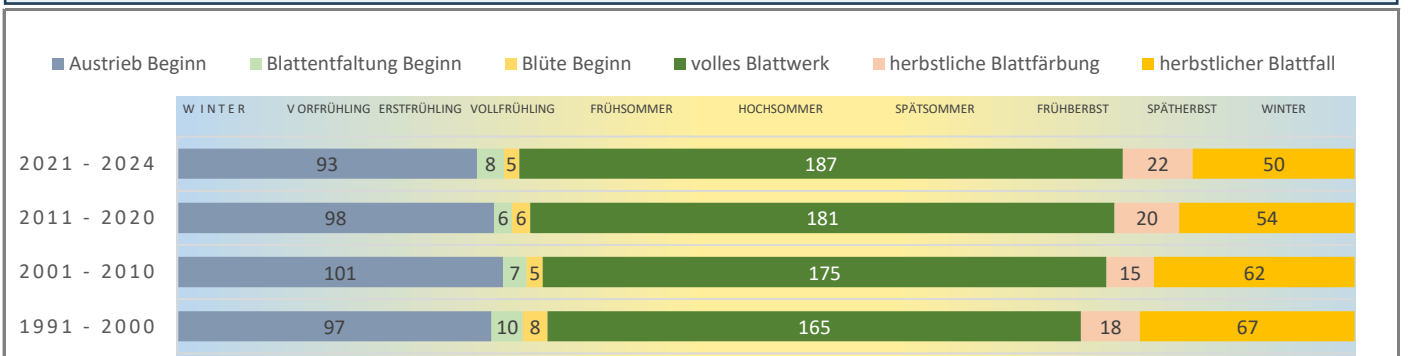 Austrieb Beginn Blattentfaltung Beginn Blüte Beginn volles Blattwerk herbstliche Blattfärbung herbstlicher Blattfall
WINTER VORFRÜHLING ERSTFRÜHLING VOLLFRÜHLING FRÜHSOMMER HOCHSOMMER SPÄTSOMMER FRÜHBERBST SPÄTHERBST WINTER
2021 - 2024 93 8 5 187 22 50
2011 - 2020 98 6 6 181 20 54
2001 - 2010 101 7 5 175 15 62
1991 - 2000 97 10 8 165 18 67